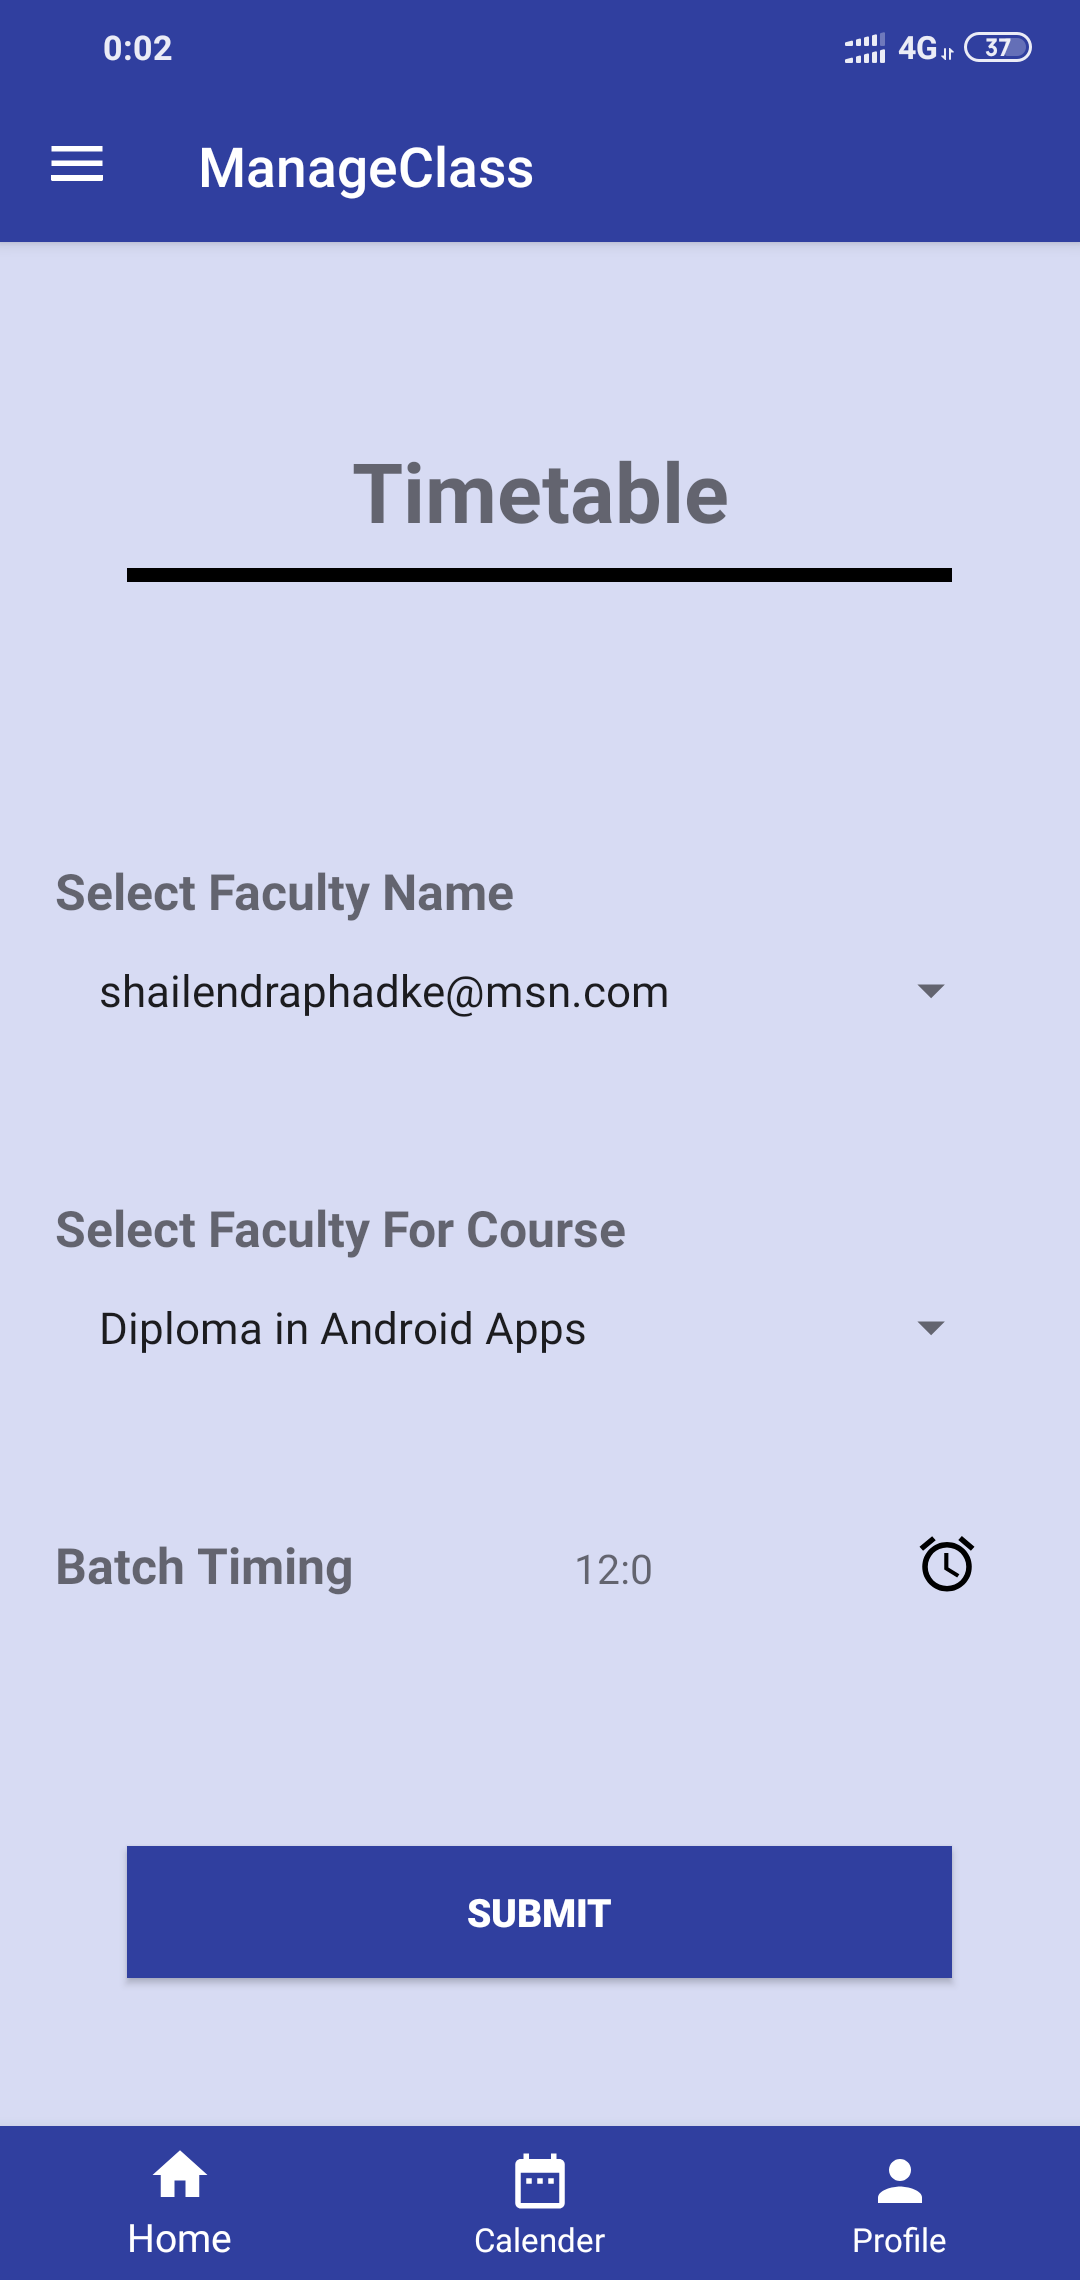 0:02 4G 37
ManageClass
Timetable
Select Faculty Name
shailendraphadke@msn.com
Select Faculty For Course
Diploma in Android Apps
Batch Timing 12:0
SUBMIT
Home Calender Profile